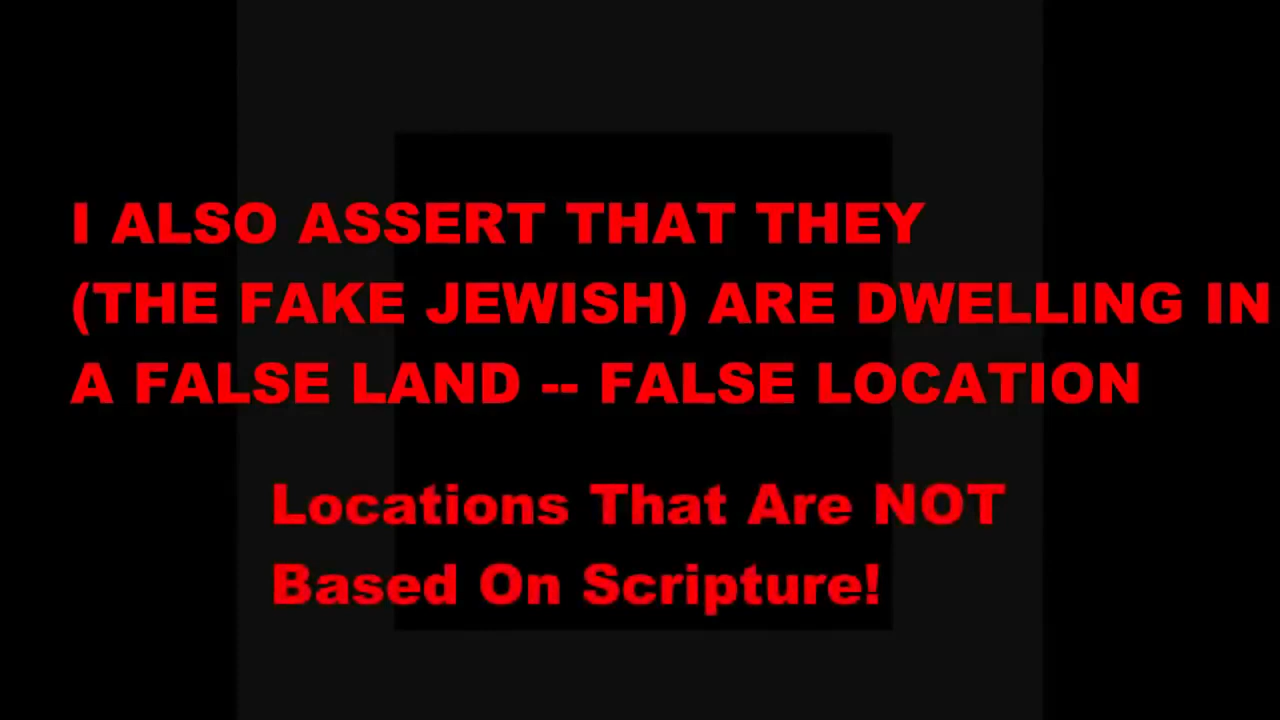 I ALSO ASSERT THAT THEY
(THE FAKE JEWISH) ARE DWELLING IN
A FALSE LAND -- FALSE LOCATION
Locations That Are NOT
Based On Scripture!